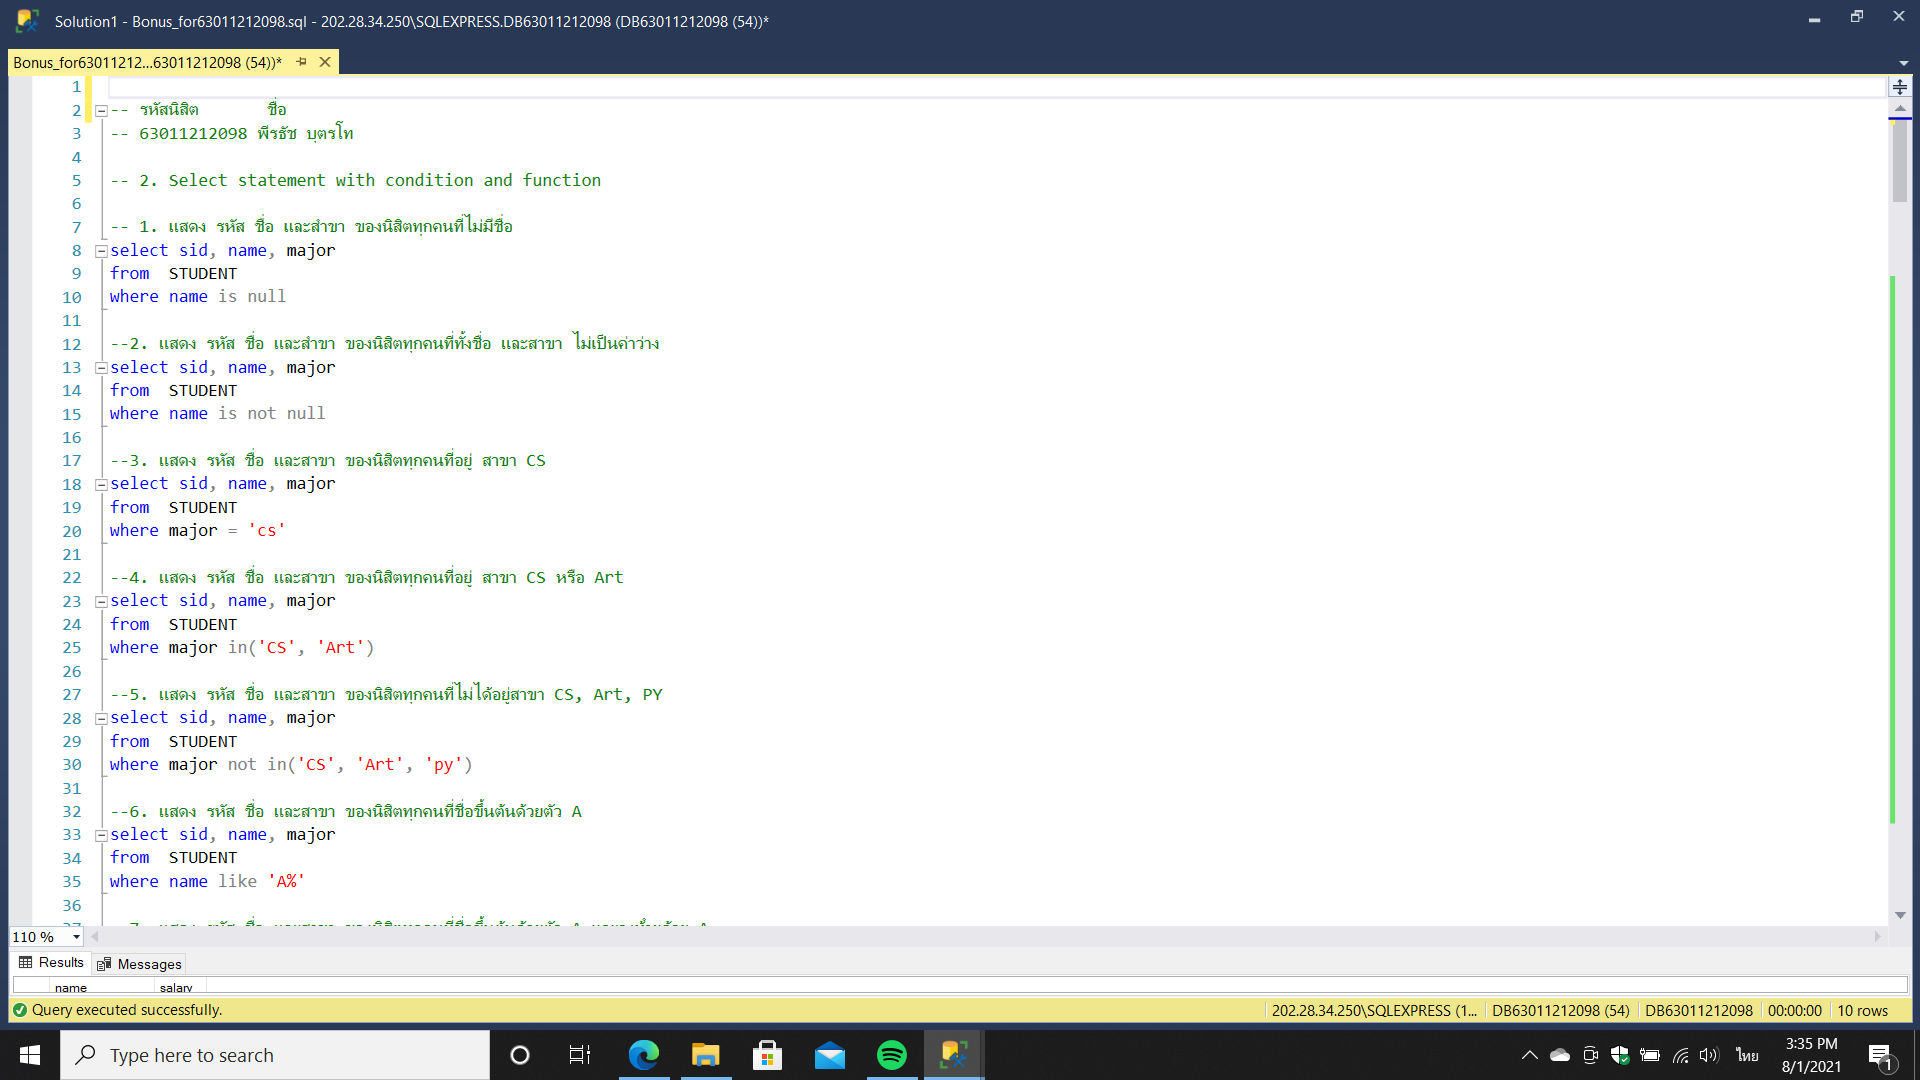 Solution1 - Bonus_for63011212098.sql - 202.28.34.250\SQLEXPRESS.DB63011212098 (DB63011212098 (54))*
Bonus_for63011212...63011212098 (54))*
1
2 -- รหัสนิสิต ชื่อ
3 -- 63011212098 พีรธัช บุตรโท
4
5 -- 2. Select statement with condition and function
6
7 -- 1. แสดง รหัส ชื่อ และสำขา ของนิสิตทุกคนที่ไม่มีชื่อ
8 select sid, name, major
9 from STUDENT
10 where name is null
11
12 --2. แสดง รหัส ชื่อ และสำขา ของนิสิตทุกคนที่ทั้งชื่อ และสาขา ไม่เป็นค่าว่าง
13 select sid, name, major
14 from STUDENT
15 where name is not null
16
17 --3. แสดง รหัส ชื่อ และสาขา ของนิสิตทุกคนที่อยู่ สาขา CS
18 select sid, name, major
19 from STUDENT
20 where major = 'cs'
21
22 --4. แสดง รหัส ชื่อ และสาขา ของนิสิตทุกคนที่อยู่ สาขา CS หรือ Art
23 select sid, name, major
24 from STUDENT
25 where major in('CS', 'Art')
26
27 --5. แสดง รหัส ชื่อ และสาขา ของนิสิตทุกคนที่ไม่ได้อยู่สาขา CS, Art, PY
28 select sid, name, major
29 from STUDENT
30 where major not in('CS', 'Art', 'py')
31
32 --6. แสดง รหัส ชื่อ และสาขา ของนิสิตทุกคนที่ชื่อขึ้นต้นด้วยตัว A
33 select sid, name, major
34 from STUDENT
35 where name like 'A%'
36
110 %
Results Messages
name salary
Query executed successfully. 202.28.34.250\SQLEXPRESS (1... DB63011212098 (54) DB63011212098 00:00:00 10 rows
Type here to search
ไทย
3:35 PM
8/1/2021
1